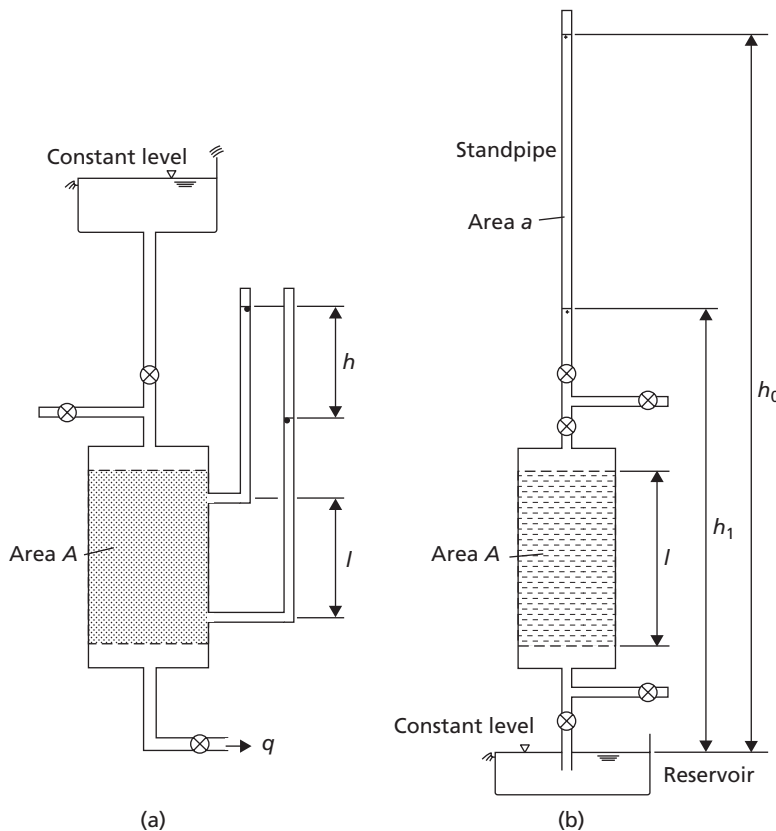 Constant level
h
Area A
l
q
(a)
Standpipe
Area a
h0
h1
Area A
l
Constant level
Reservoir
(b)